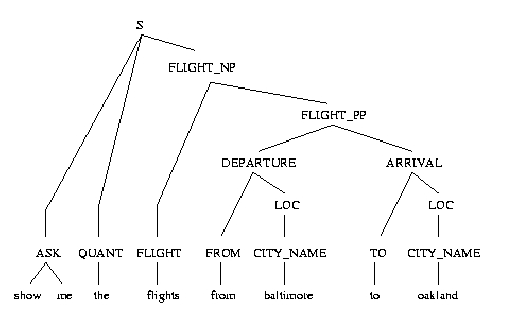 S
FLIGHT_NP
FLIGHT_PP
DEPARTURE ARRIVAL
LOC LOC
ASK QUANT FLIGHT FROM CITY_NAME TO CITY_NAME
show me the flights from baltimore to oakland